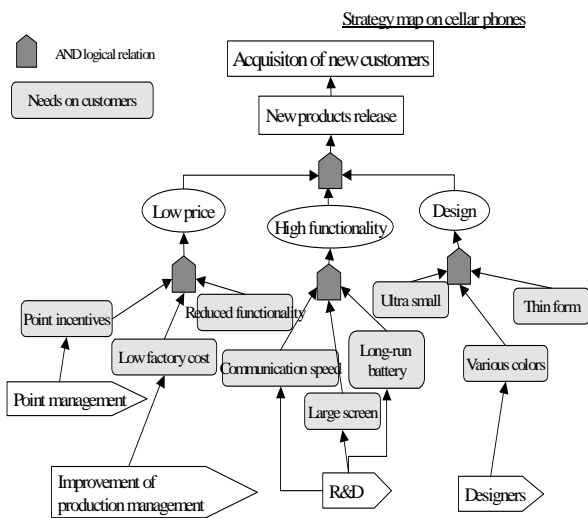 Strategy map on cellar phones
AND logical relation
Needs on customers
Acquisiton of new customers
New products release
Low price
High functionality
Design
Point incentives
Reduced functionality
Low factory cost
Communication speed
Long-run
battery
Large screen
Ultra small
Thin form
Various colors
Point management
Improvement of
production management
R&D
Designers